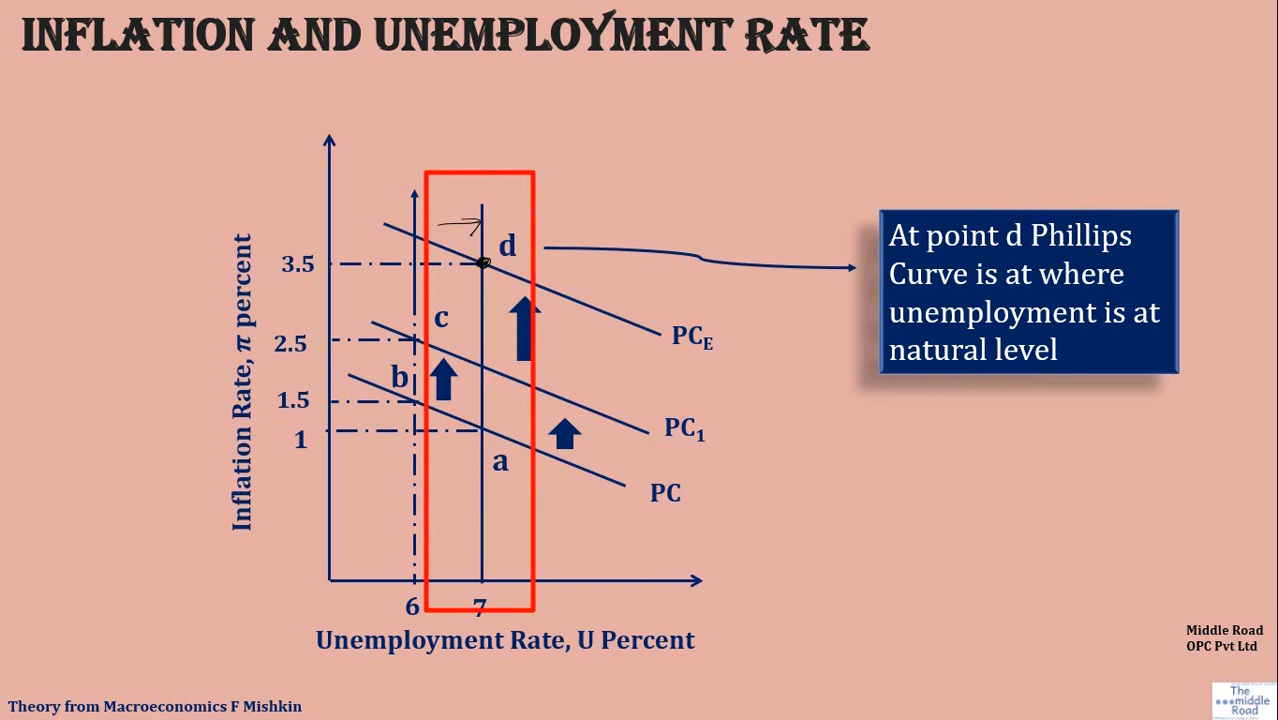 INFLATION AND UNEMPLOYMENT RATE
Inflation Rate, π percent
3.5
2.5
1.5
1
d
c
b
a
PCE
PC1
PC
6
7
Unemployment Rate, U Percent
At point d Phillips
Curve is at where
unemployment is at
natural level
Middle Road
OPC Pvt Ltd
The
middle
Road
Theory from Macroeconomics F Mishkin